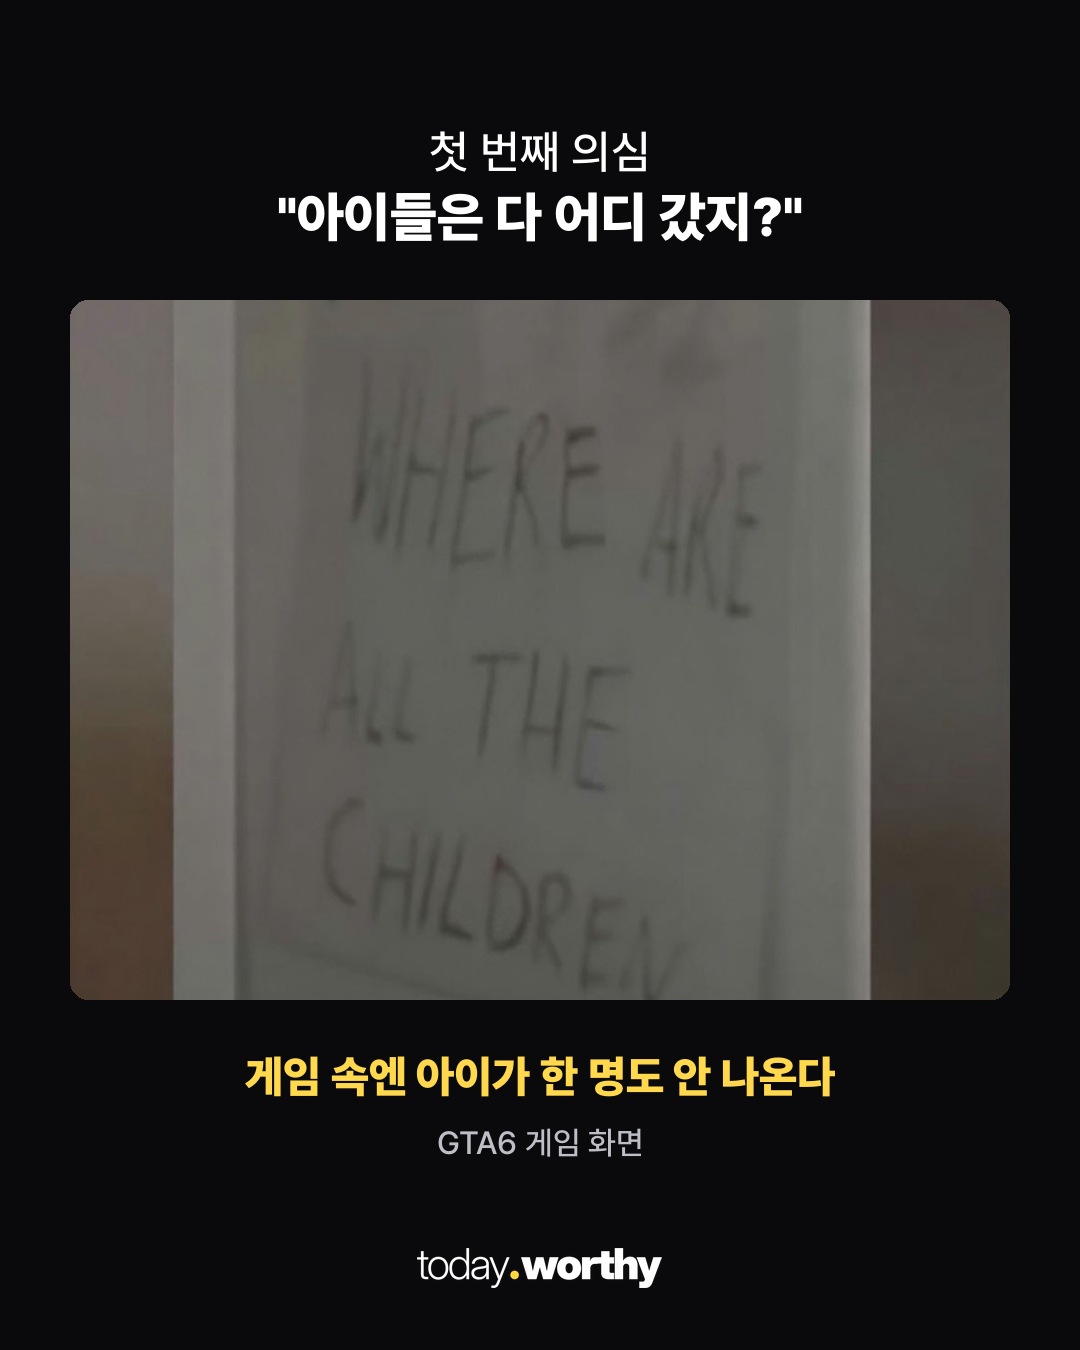 첫 번째 의심
"아이들은 다 어디 갔지?"
WHERE ARE
ALL THE
CHILDREN
게임 속엔 아이가 한 명도 안 나온다
GTA6 게임 화면
today.worthy